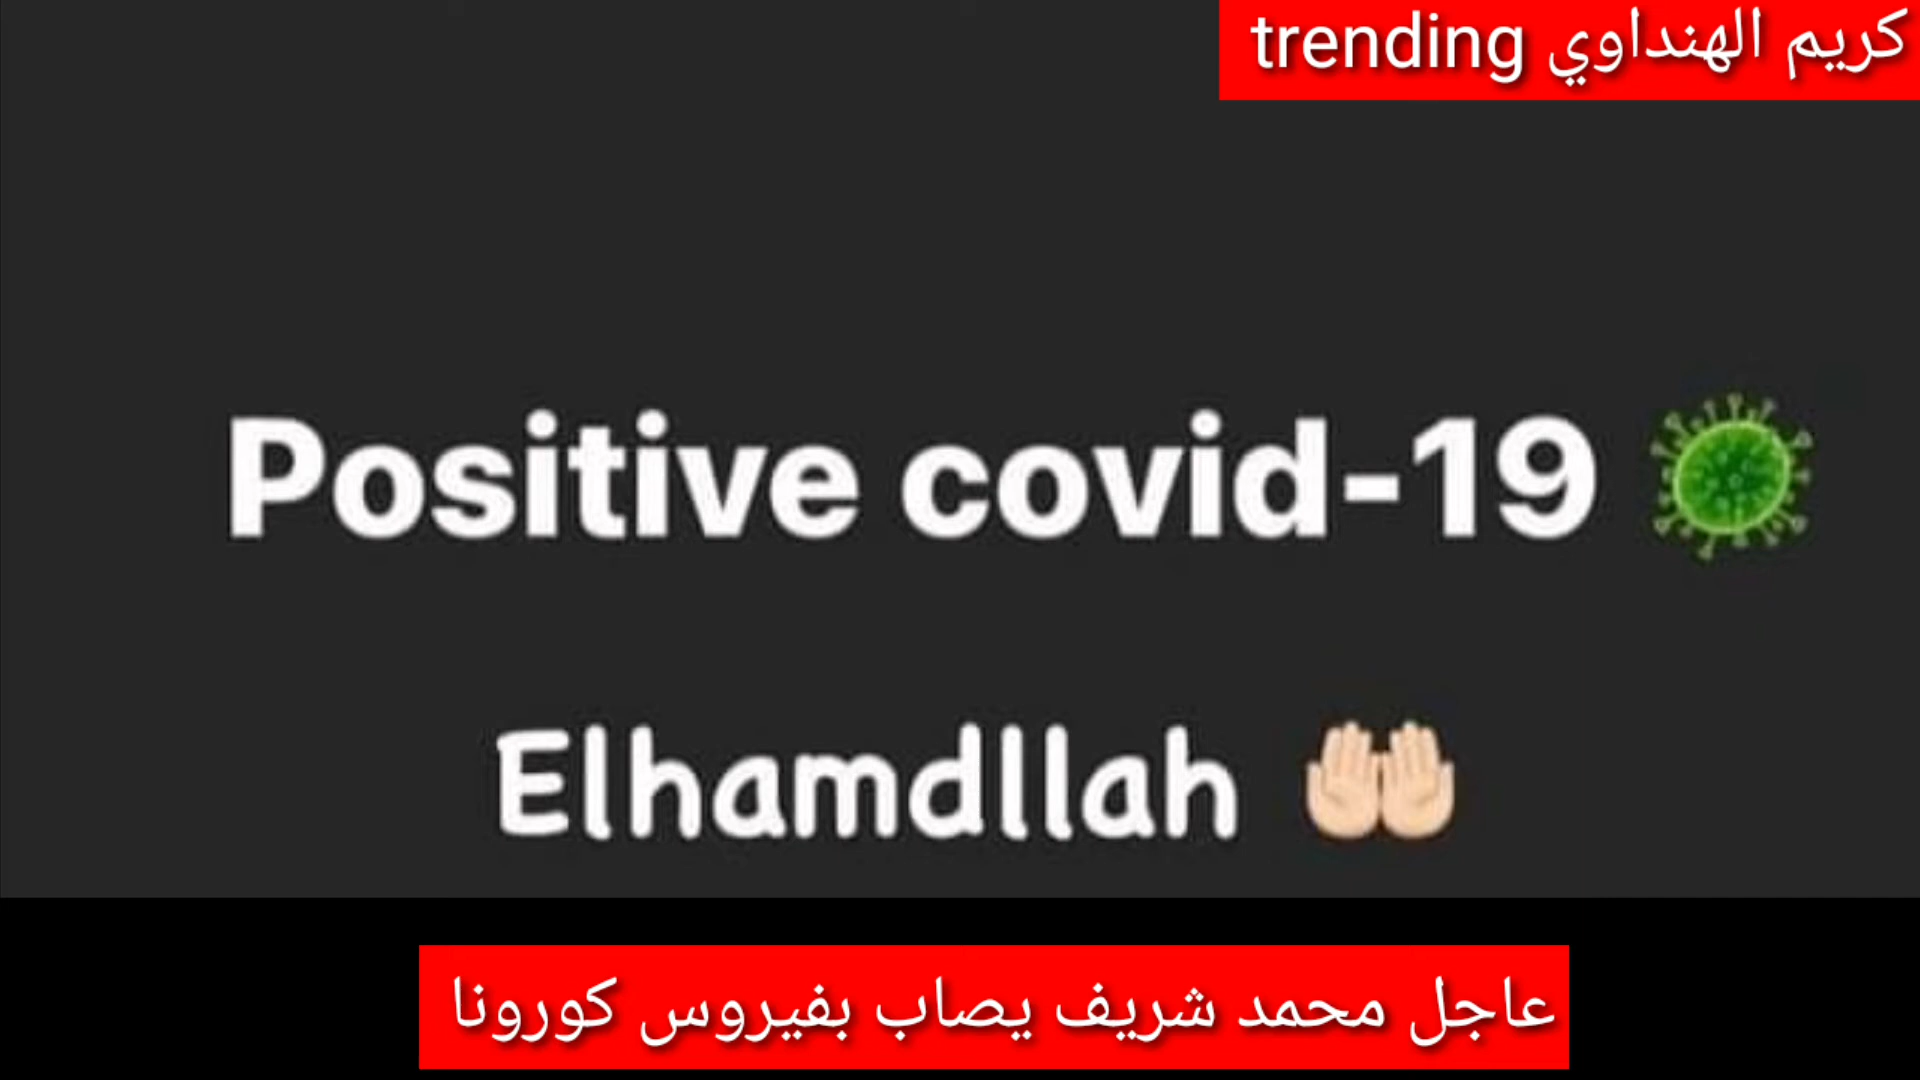 كريم الهنداوي trending
Positive covid-19 🦠
Elhamdllah 🤲🏻
عاجل محمد شريف يصاب بفيروس كورونا